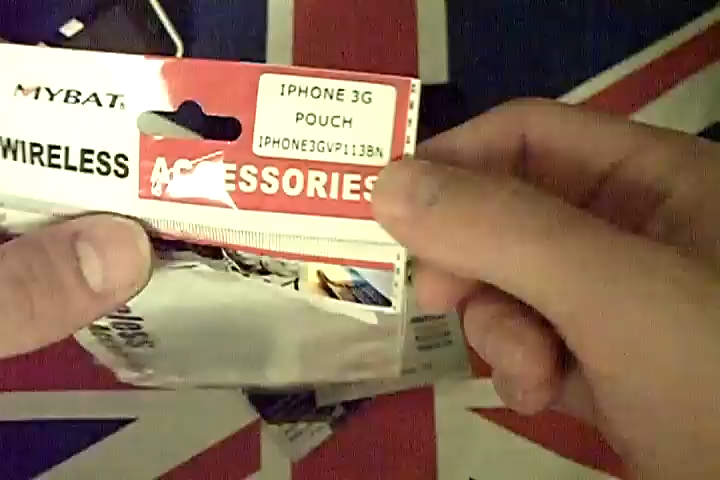 MYBAT
WIRELESS
ACCESSORIES
IPHONE 3G
POUCH
IPHONE3GVP113BN